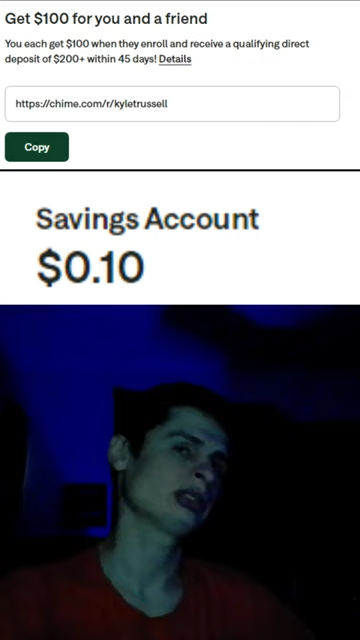 Get $100 for you and a friend
You each get $100 when they enroll and receive a qualifying direct
deposit of $200+ within 45 days! Details
https://chime.com/r/kyletrussell
Copy
Savings Account
$0.10